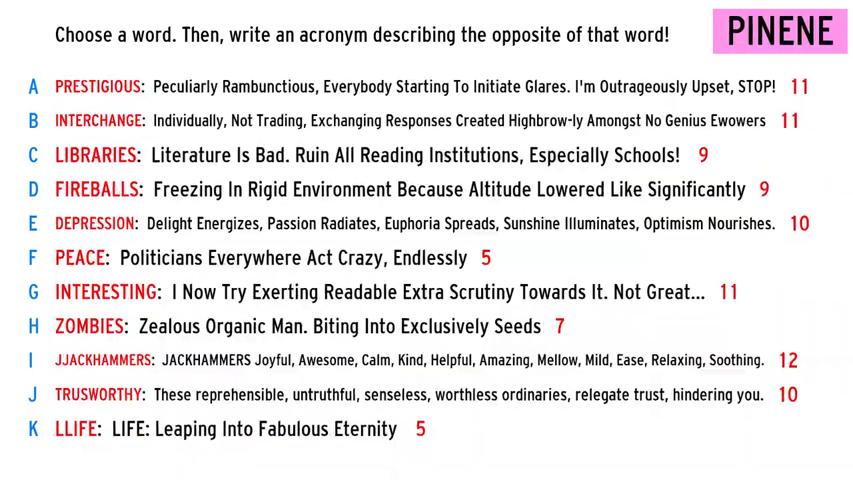 Choose a word. Then, write an acronym describing the opposite of that word!
PINENE
A PRESTIGIOUS: Peculiarly Rambunctious, Everybody Starting To Initiate Glares. I'm Outrageously Upset, STOP! 11
B INTERCHANGE: Individually, Not Trading, Exchanging Responses Created Highbrow-ly Amongst No Genius Ewowers 11
C LIBRARIES: Literature Is Bad. Ruin All Reading Institutions, Especially Schools! 9
D FIREBALLS: Freezing In Rigid Environment Because Altitude Lowered Like Significantly 9
E DEPRESSION: Delight Energizes, Passion Radiates, Euphoria Spreads, Sunshine Illuminates, Optimism Nourishes. 10
F PEACE: Politicians Everywhere Act Crazy, Endlessly 5
G INTERESTING: I Now Try Exerting Readable Extra Scrutiny Towards It. Not Great... 11
H ZOMBIES: Zealous Organic Man. Biting Into Exclusively Seeds 7
I JJACKHAMMERS: JACKHAMMERS Joyful, Awesome, Calm, Kind, Helpful, Amazing, Mellow, Mild, Ease, Relaxing, Soothing. 12
J TRUSWORTHY: These reprehensible, untruthful, senseless, worthless ordinaries, relegate trust, hindering you. 10
K LLIFE: LIFE: Leaping Into Fabulous Eternity 5